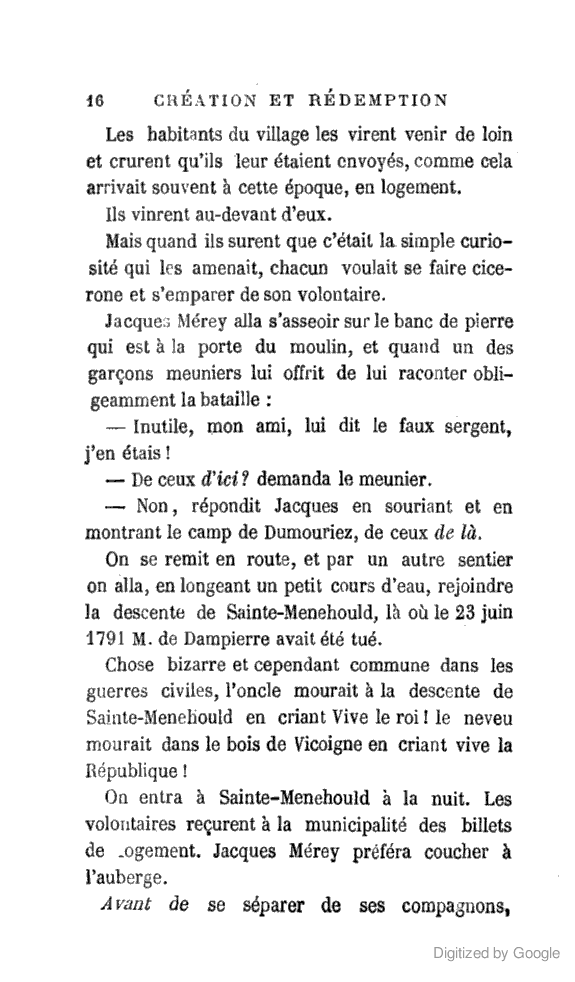 16 CRÉATION ET RÉDEMPTION
Les habitants du village les virent venir de loin
et crurent qu'ils leur étaient envoyés, comme cela
arrivait souvent à cette époque, en logement.
Ils vinrent au-devant d'eux.
Mais quand ils surent que c'était la simple curio-
sité qui les amenait, chacun voulait se faire cice-
rone et s'emparer de son volontaire.
Jacques Mérey alla s'asseoir sur le banc de pierre
qui est à la porte du moulin, et quand un des
garçons meuniers lui offrit de lui raconter obli-
geamment la bataille :
— Inutile, mon ami, lui dit le faux sergent,
j'en étais !
— De ceux d'ici ? demanda le meunier.
— Non, répondit Jacques en souriant et en
montrant le camp de Dumouriez, de ceux de là.
On se remit en route, et par un autre sentier
on alla, en longeant un petit cours d'eau, rejoindre
la descente de Sainte-Menehould, là où le 23 juin
1791 M. de Dampierre avait été tué.
Chose bizarre et cependant commune dans les
guerres civiles, l'oncle mourait à la descente de
Sainte-Menehould en criant Vive le roi ! le neveu
mourait dans le bois de Vicoigne en criant vive la
République !
On entra à Sainte-Menehould à la nuit. Les
volontaires reçurent à la municipalité des billets
de logement. Jacques Mérey préféra coucher à
l'auberge.
Avant de se séparer de ses compagnons,
Digitized by Google